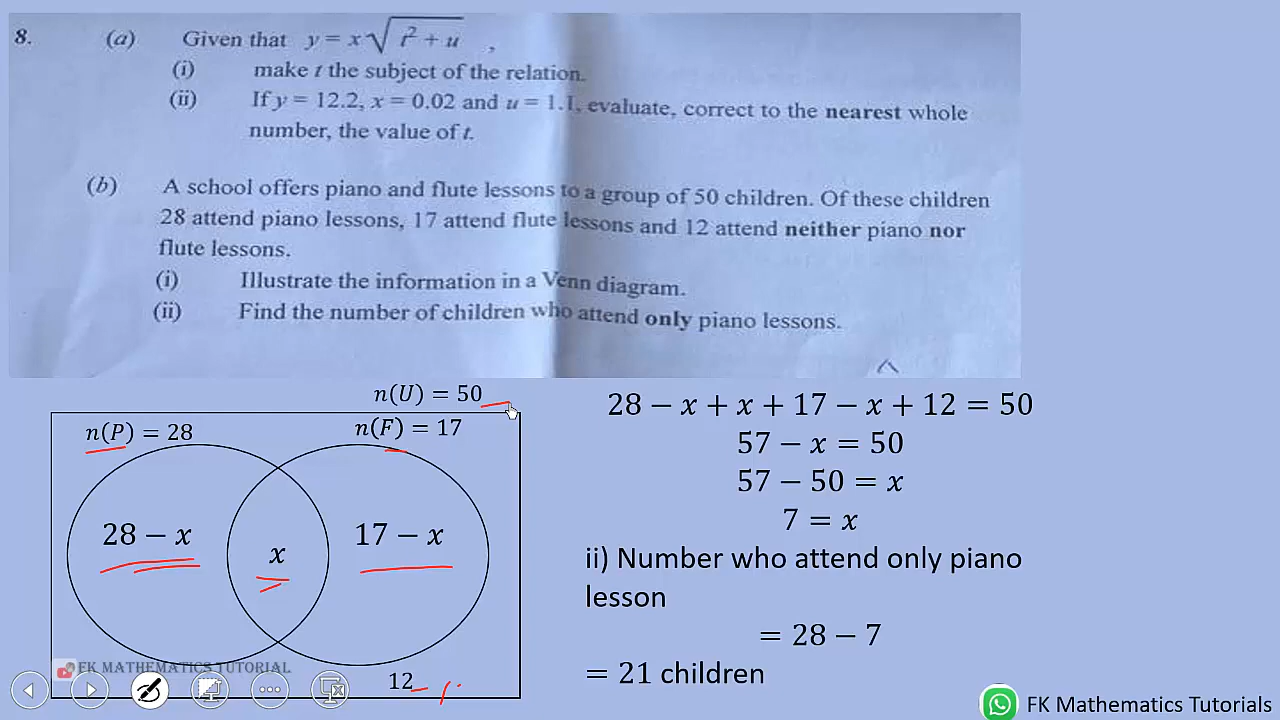 8. (a) Given that y = x√t² + u ,
(i) make t the subject of the relation.
(ii) If y = 12.2, x = 0.02 and u = 1.1, evaluate, correct to the nearest whole
number, the value of t.
(b) A school offers piano and flute lessons to a group of 50 children. Of these children
28 attend piano lessons, 17 attend flute lessons and 12 attend neither piano nor
flute lessons.
(i) Illustrate the information in a Venn diagram.
(ii) Find the number of children who attend only piano lessons.
n(U) = 50
n(P) = 28
n(F) = 17
28 − x
x
17 − x
12
FK MATHEMATICS TUTORIAL
28 − x + x + 17 − x + 12 = 50
57 − x = 50
57 − 50 = x
7 = x
ii) Number who attend only piano
lesson
= 28 − 7
= 21 children
FK Mathematics Tutorials